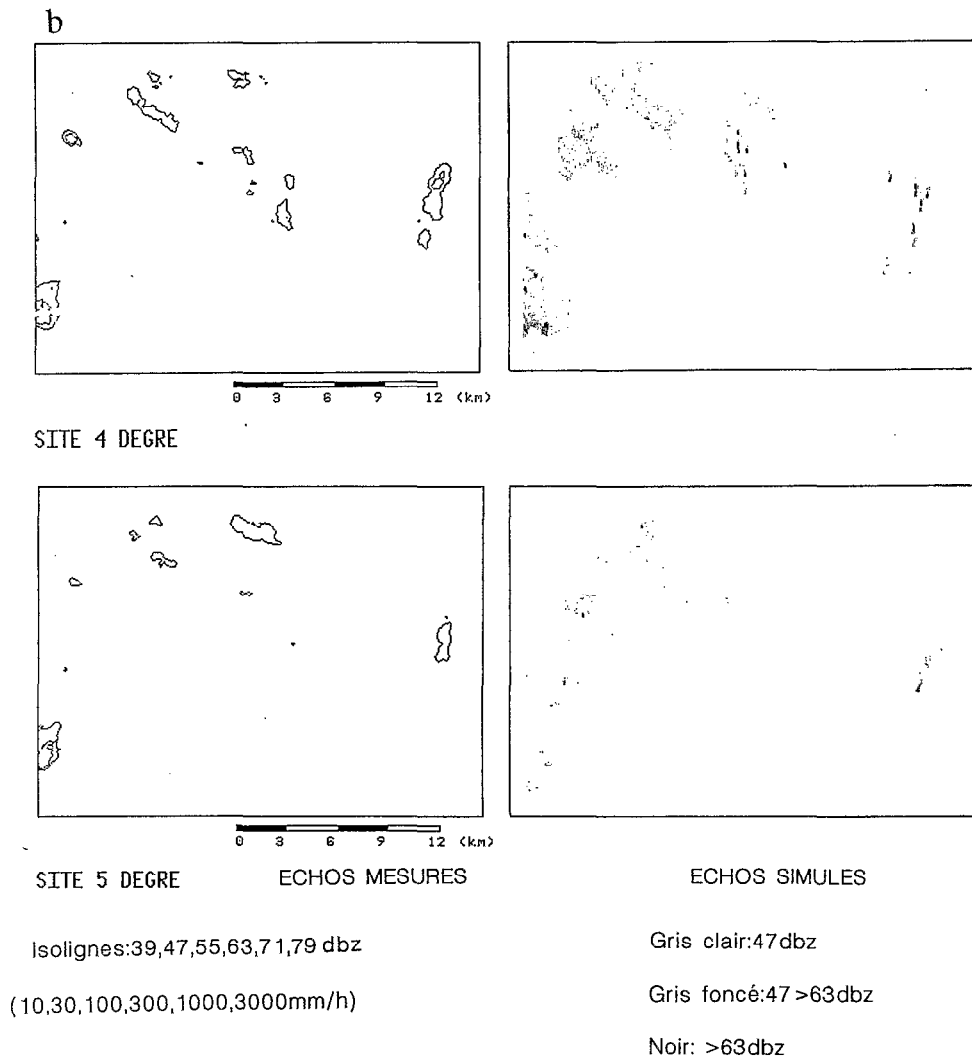 b
0 3 6 9 12 (km)
SITE 4 DEGRE
0 3 6 9 12 (km)
SITE 5 DEGRE ECHOS MESURES ECHOS SIMULES
Isolignes:39,47,55,63,71,79 dbz
(10,30,100,300,1000,3000mm/h)
Gris clair:47dbz
Gris foncé:47>63dbz
Noir: >63dbz